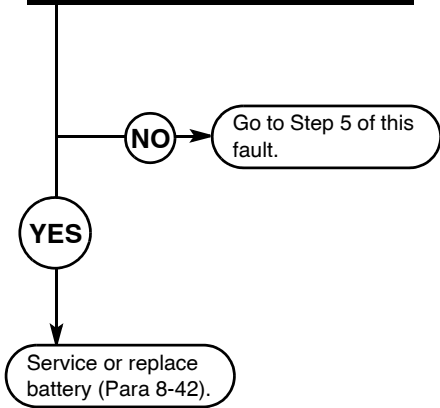 NO
Go to Step 5 of this
fault.
YES
Service or replace
battery (Para 8-42).